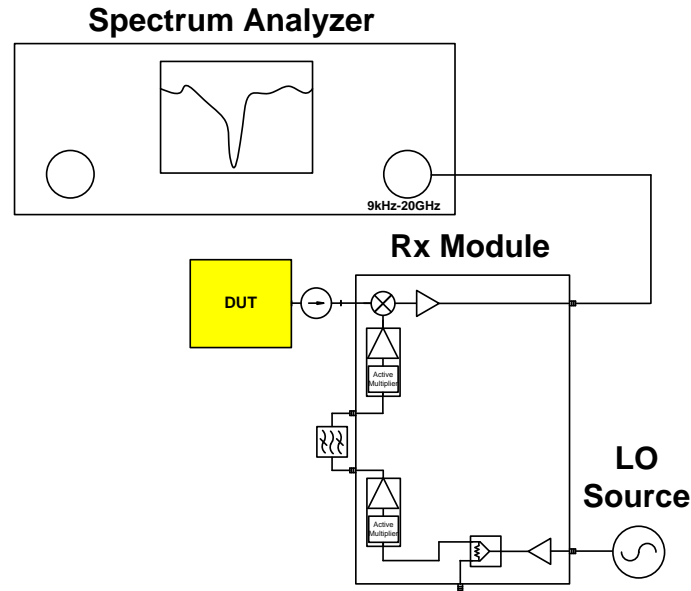 Spectrum Analyzer
9kHz-20GHz
Rx Module
DUT
Active
Multiplier
LO
Source
Active
Multiplier